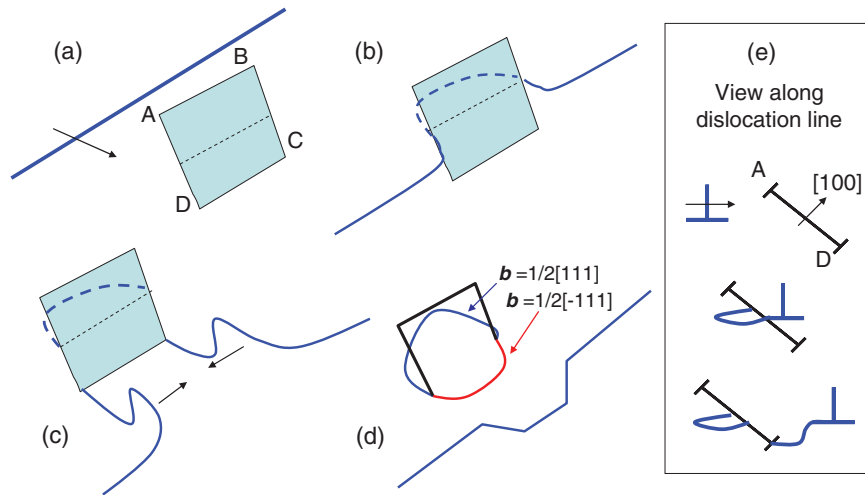 (a)
B
A
C
D
(b)
(c)
(d)
b =1/2[111]
b =1/2[-111]
(e)
View along
dislocation line
A
[100]
D